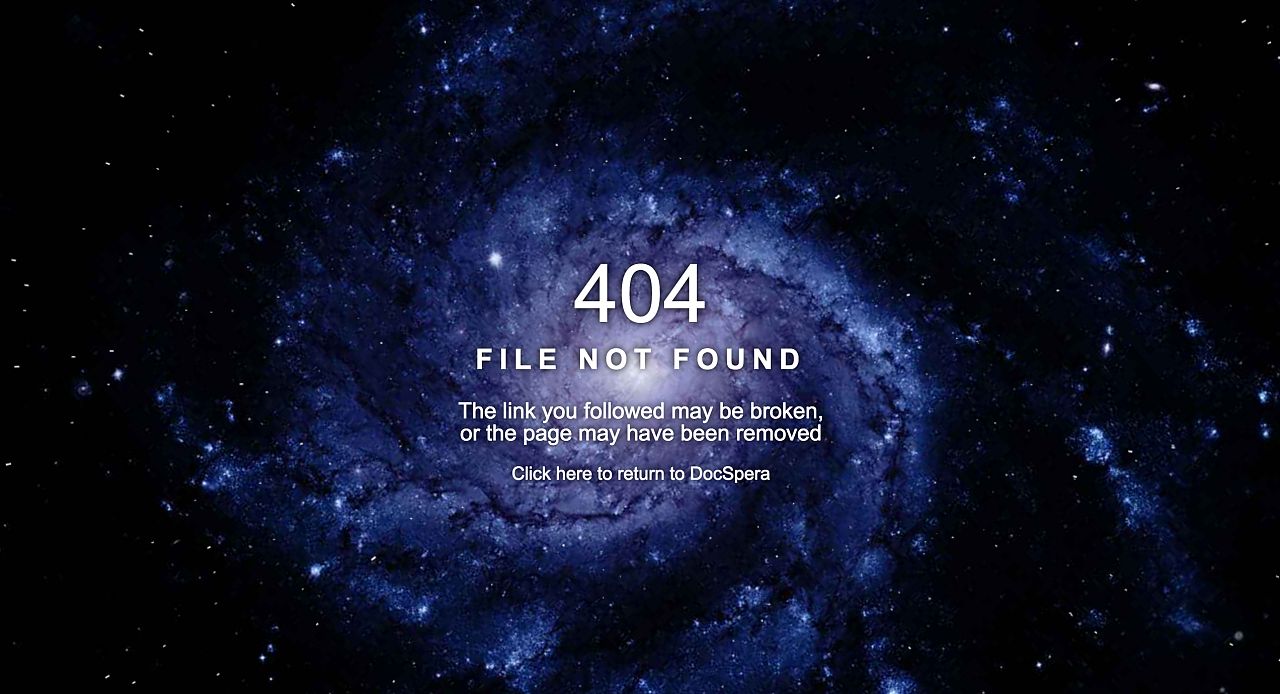 404
FILE NOT FOUND
The link you followed may be broken,
or the page may have been removed
Click here to return to DocSpera